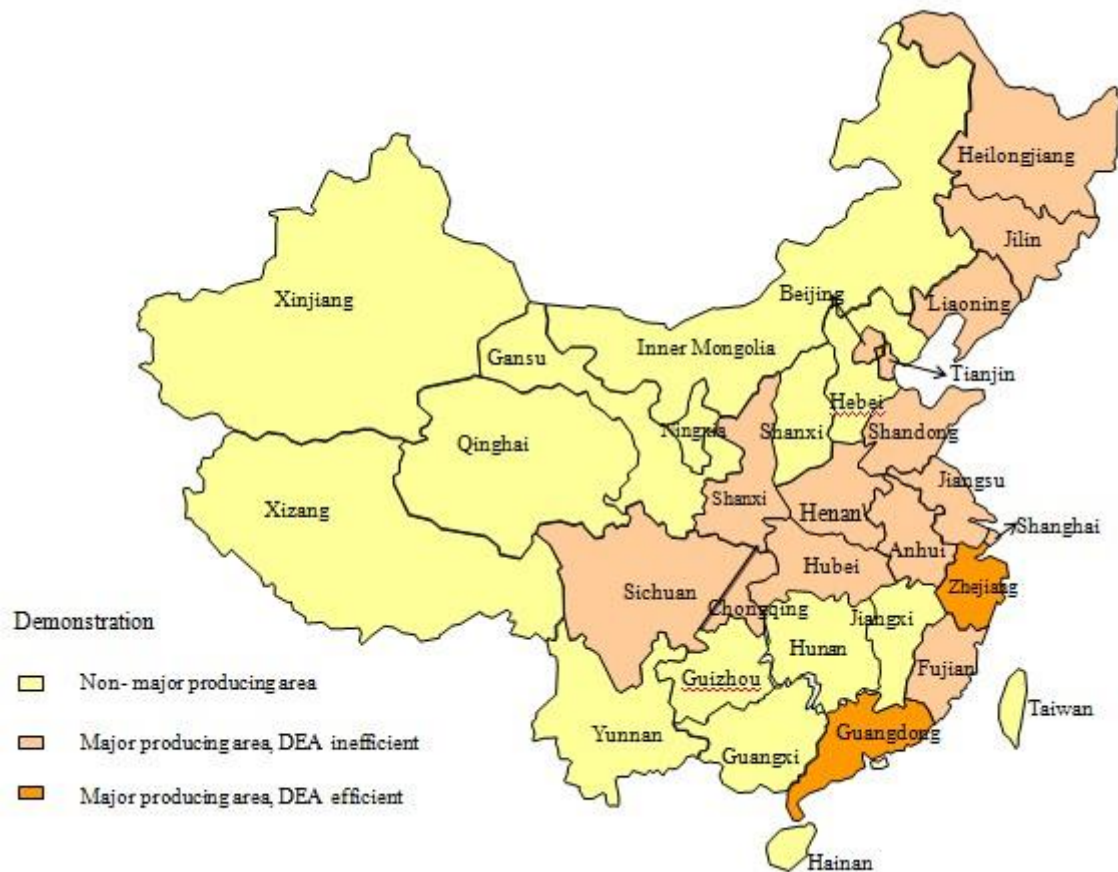 Heilongjiang
Jilin
Liaoning
Beijing
Xinjiang
Inner Mongolia
Gansu
Tianjin
Hebei
Ningxia
Shanxi
Shandong
Qinghai
Jiangsu
Shanxi
Xizang
Henan
Shanghai
Anhui
Hubei
Sichuan
Zhejiang
Chongqing
Jiangxi
Demonstration
Hunan
Fujian
Guizhou
Non- major producing area
Taiwan
Yunnan
Guangdong
Major producing area, DEA inefficient
Guangxi
Major producing area, DEA efficient
Hainan